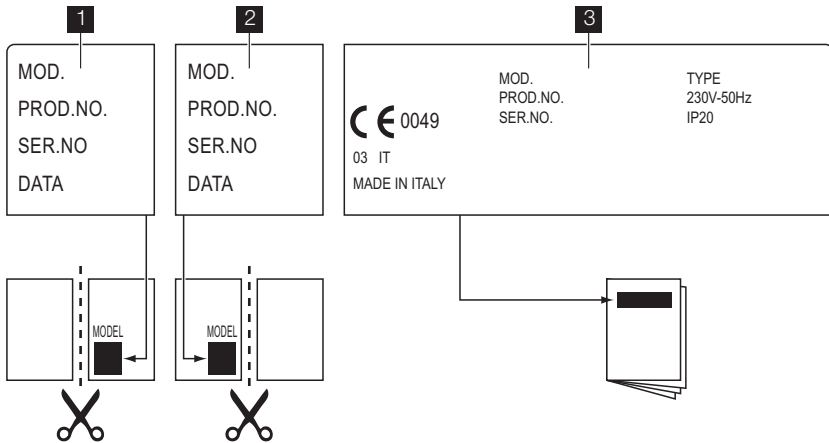 1
2
3
MOD.
PROD.NO.
SER.NO
DATA
MOD.
PROD.NO.
SER.NO
DATA
MOD.
PROD.NO.
SER.NO.
TYPE
230V-50Hz
IP20
CE 0049
03 IT
MADE IN ITALY
MODEL
MODEL